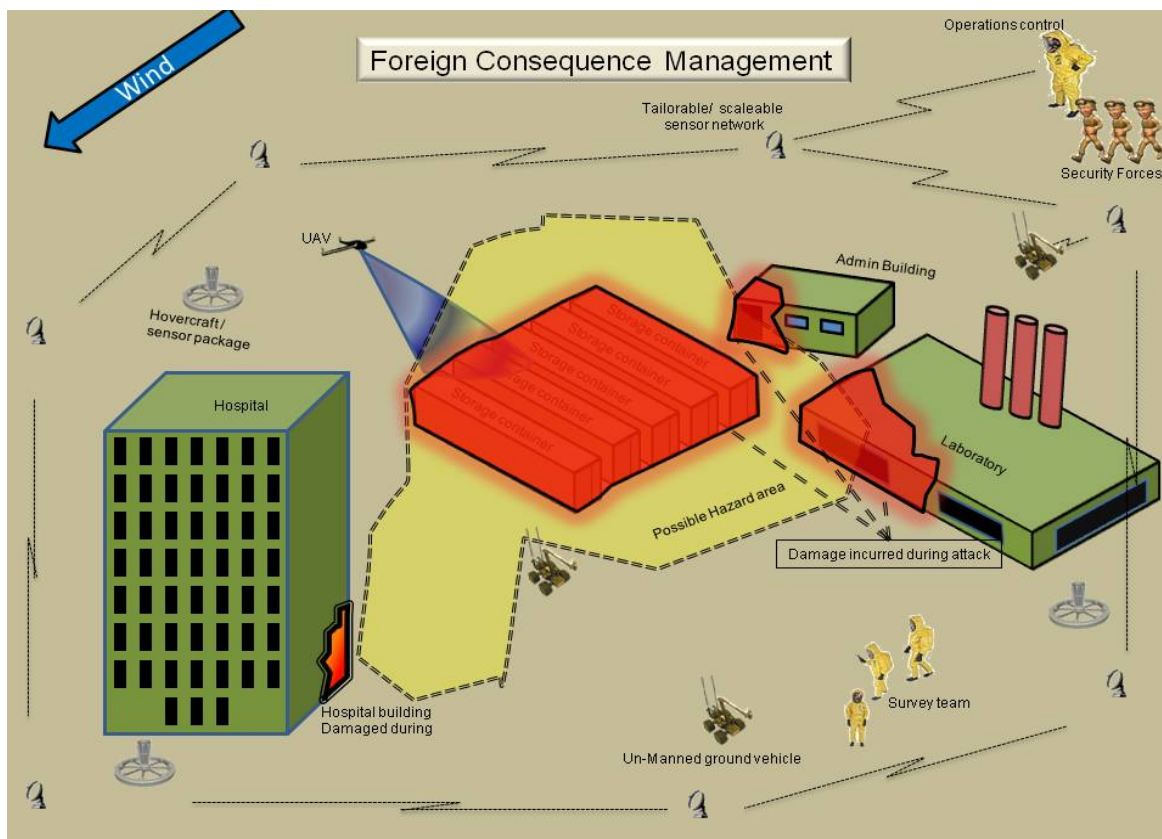 Operations control
Wind
Foreign Consequence Management
Tailorable/ scaleable
sensor network
Security Forces
UAV
Admin Building
Hovercraft /
sensor package
Storage container
Storage container
Storage container
Storage container
Storage container
Hospital
Laboratory
Possible Hazard area
Damage incurred during attack
Hospital building
Damaged during
Survey team
Un-Manned ground vehicle